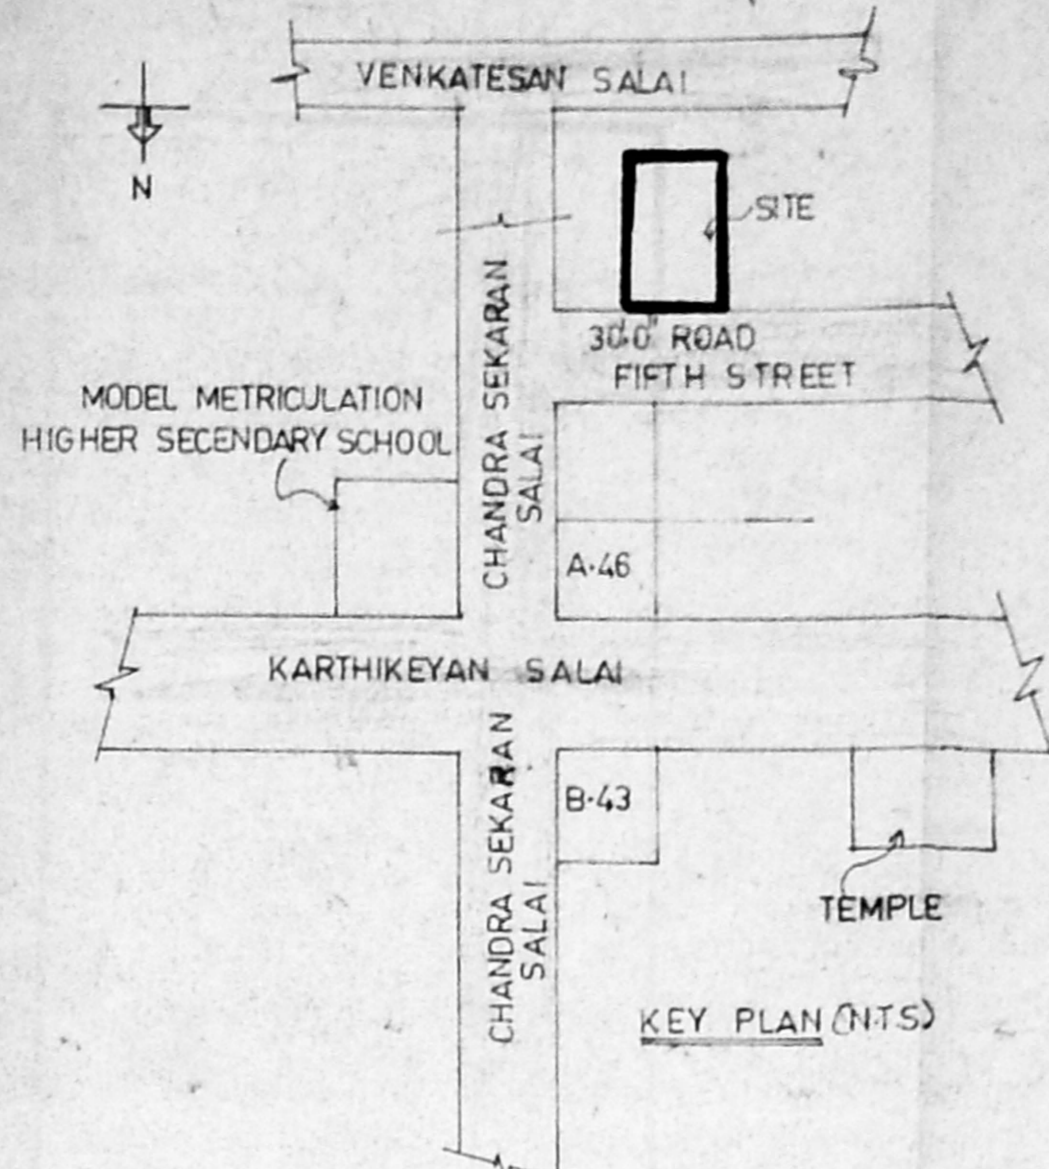 VENKATESAN SALAI
N
SITE
30'0" ROAD
FIFTH STREET
MODEL METRICULATION
HIGHER SECENDARY SCHOOL
CHANDRA SEKARAN
SALAI
A·46
KARTHIKEYAN SALAI
CHANDRA SEKARAN
SALAI
B·43
TEMPLE
KEY PLAN (N.T.S)